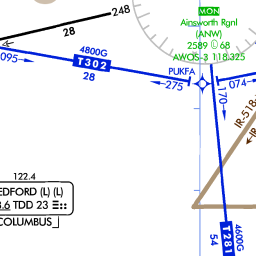 MON
Ainsworth Rgnl
(ANW)
2589 68
AWOS-3 118.325
248
28
4800G
T302
28
095
PUKFA
275
074
170
IR-518
IR-
122.4
EDFORD (L) (L)
.6 TDD 23
COLUMBUS
T281
4600G
54